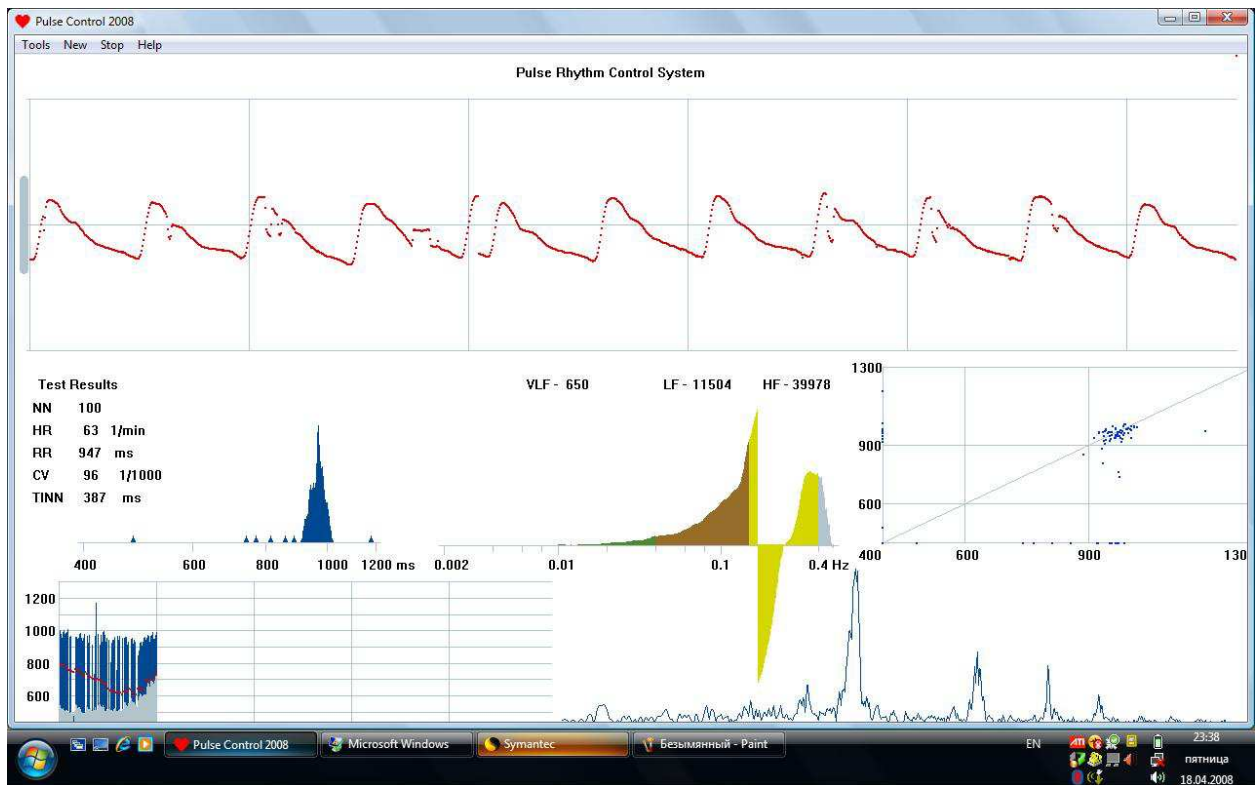 Pulse Control 2008
Tools New Stop Help
Pulse Rhythm Control System
Test Results
NN 100
HR 63 1/min
RR 947 ms
CV 96 1/1000
TINN 387 ms
400 600 800 1000 1200 ms
VLF - 650 LF - 11504 HF - 39978
0.002 0.01 0.1 0.4 Hz
1300
900
600
400 600 900 130
1200
1000
800
600
Pulse Control 2008 Microsoft Windows Symantec Безымянный - Paint EN
23:38
пятница
18.04.2008